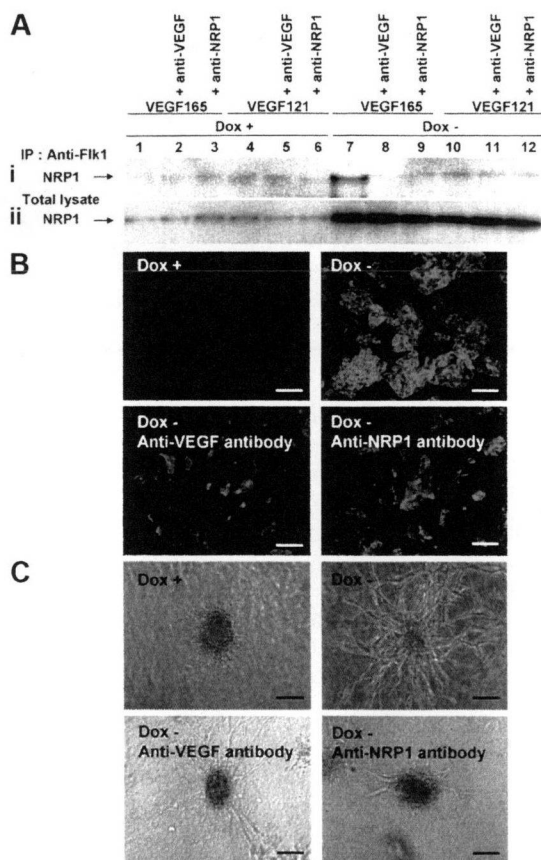 A
+ anti-VEGF
+ anti-NRP1
+ anti-VEGF
+ anti-NRP1
+ anti-VEGF
+ anti-NRP1
+ anti-VEGF
+ anti-NRP1
VEGF165 VEGF121 VEGF165 VEGF121
Dox + Dox -
IP : Anti-Flk1 1 2 3 4 5 6 7 8 9 10 11 12
i NRP1
Total lysate
ii NRP1
B
Dox + Dox -
Dox - Dox -
Anti-VEGF antibody Anti-NRP1 antibody
C
Dox + Dox -
Dox - Dox -
Anti-VEGF antibody Anti-NRP1 antibody